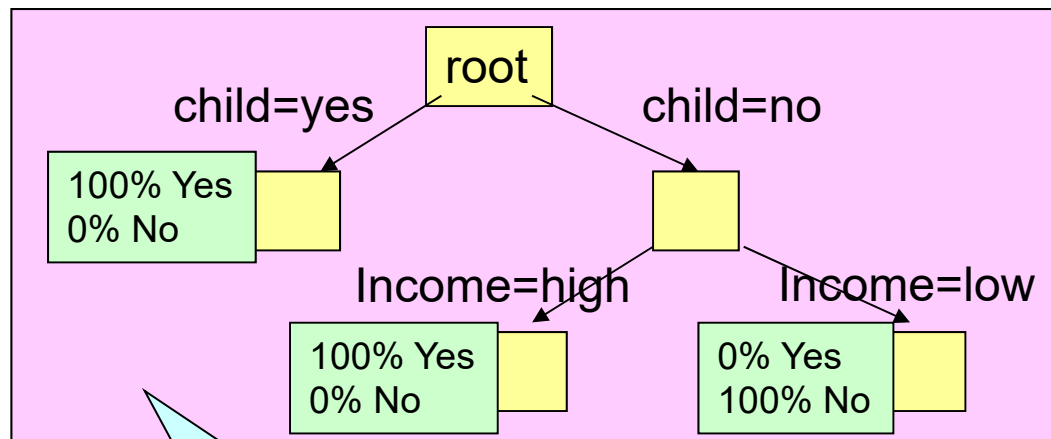 root
child=yes
child=no
100% Yes
0% No
Income=high
Income=low
100% Yes
0% No
0% Yes
100% No